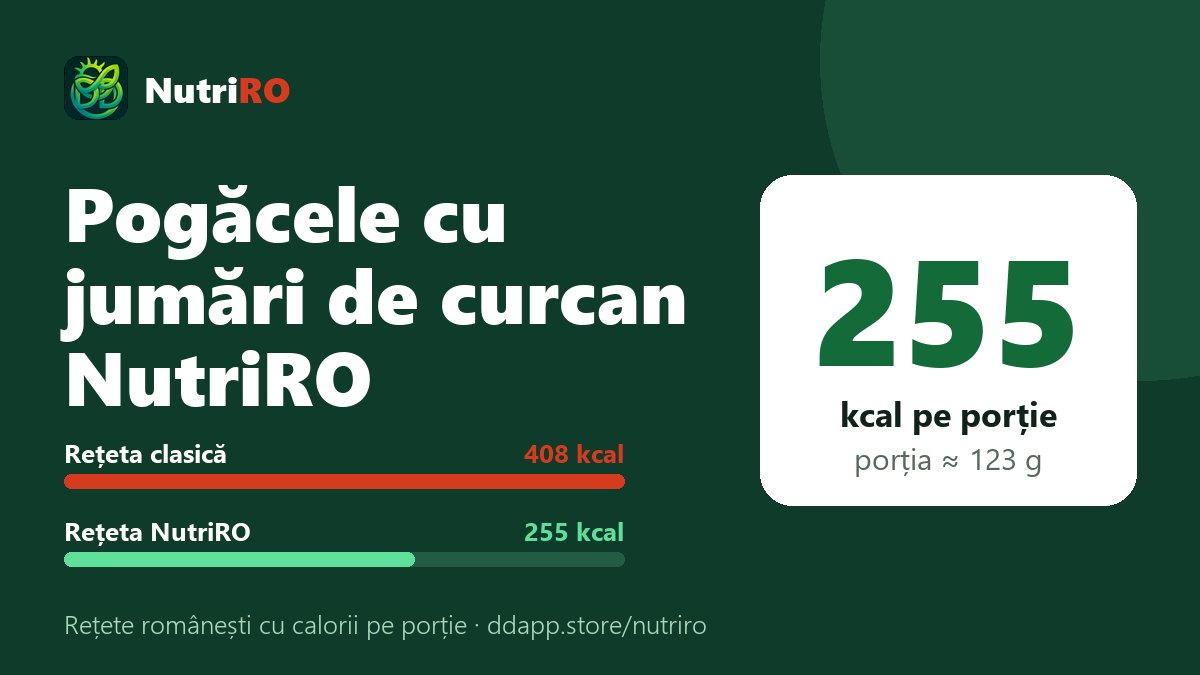 NutriRO
Pogăcele cu
jumări de curcan
NutriRO
Rețeta clasică 408 kcal
Rețeta NutriRO 255 kcal
255
kcal pe porție
porția ≈ 123 g
Rețete românești cu calorii pe porție · ddapp.store/nutriro